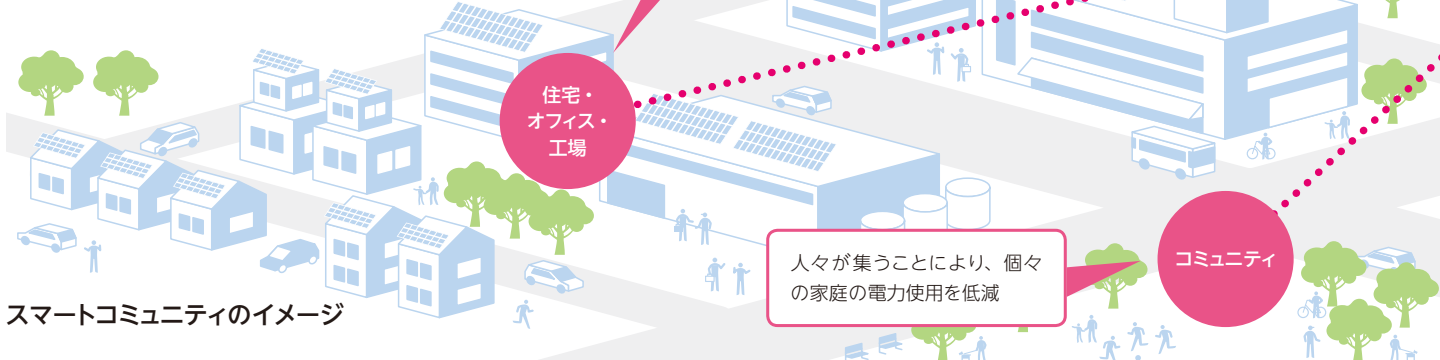 住宅・
オフィス・
工場
人々が集うことにより、個々
の家庭の電力使用を低減
コミュニティ
スマートコミュニティのイメージ